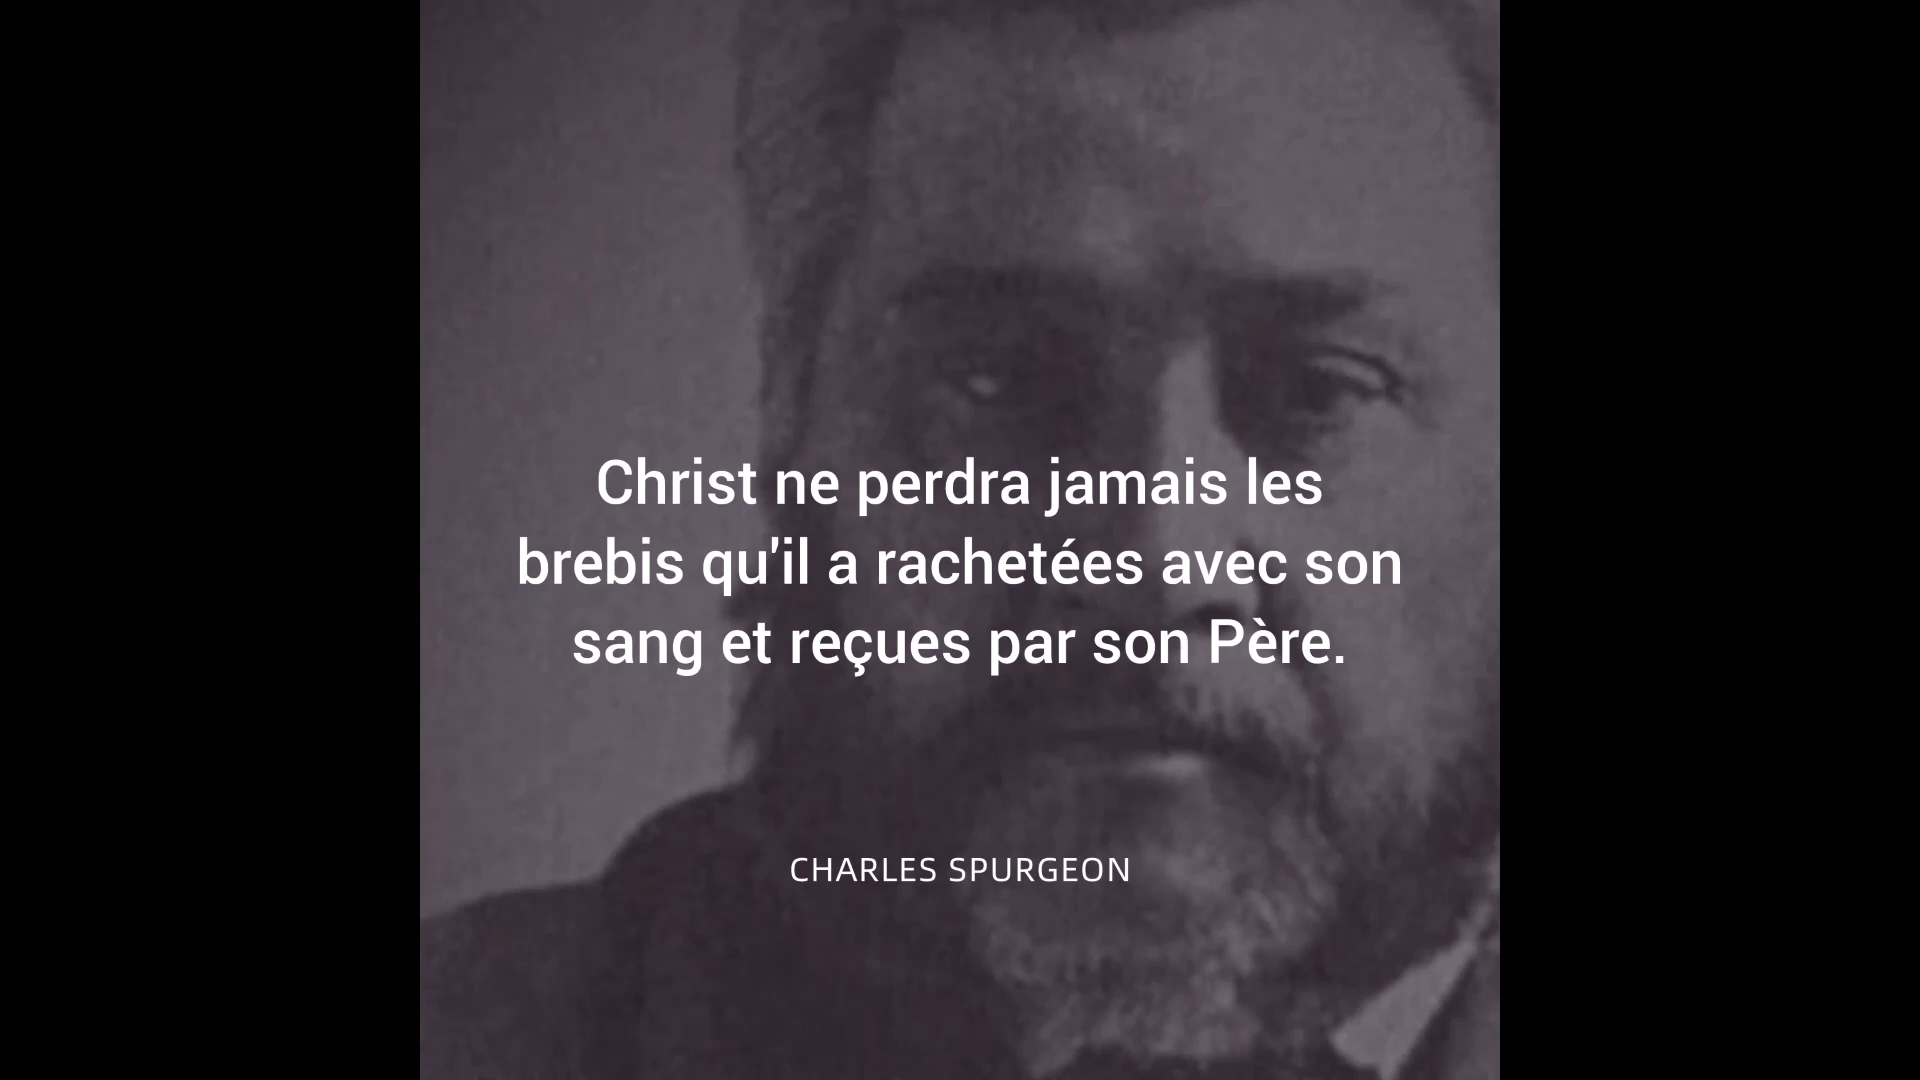 Christ ne perdra jamais les
brebis qu'il a rachetées avec son
sang et reçues par son Père.
CHARLES SPURGEON